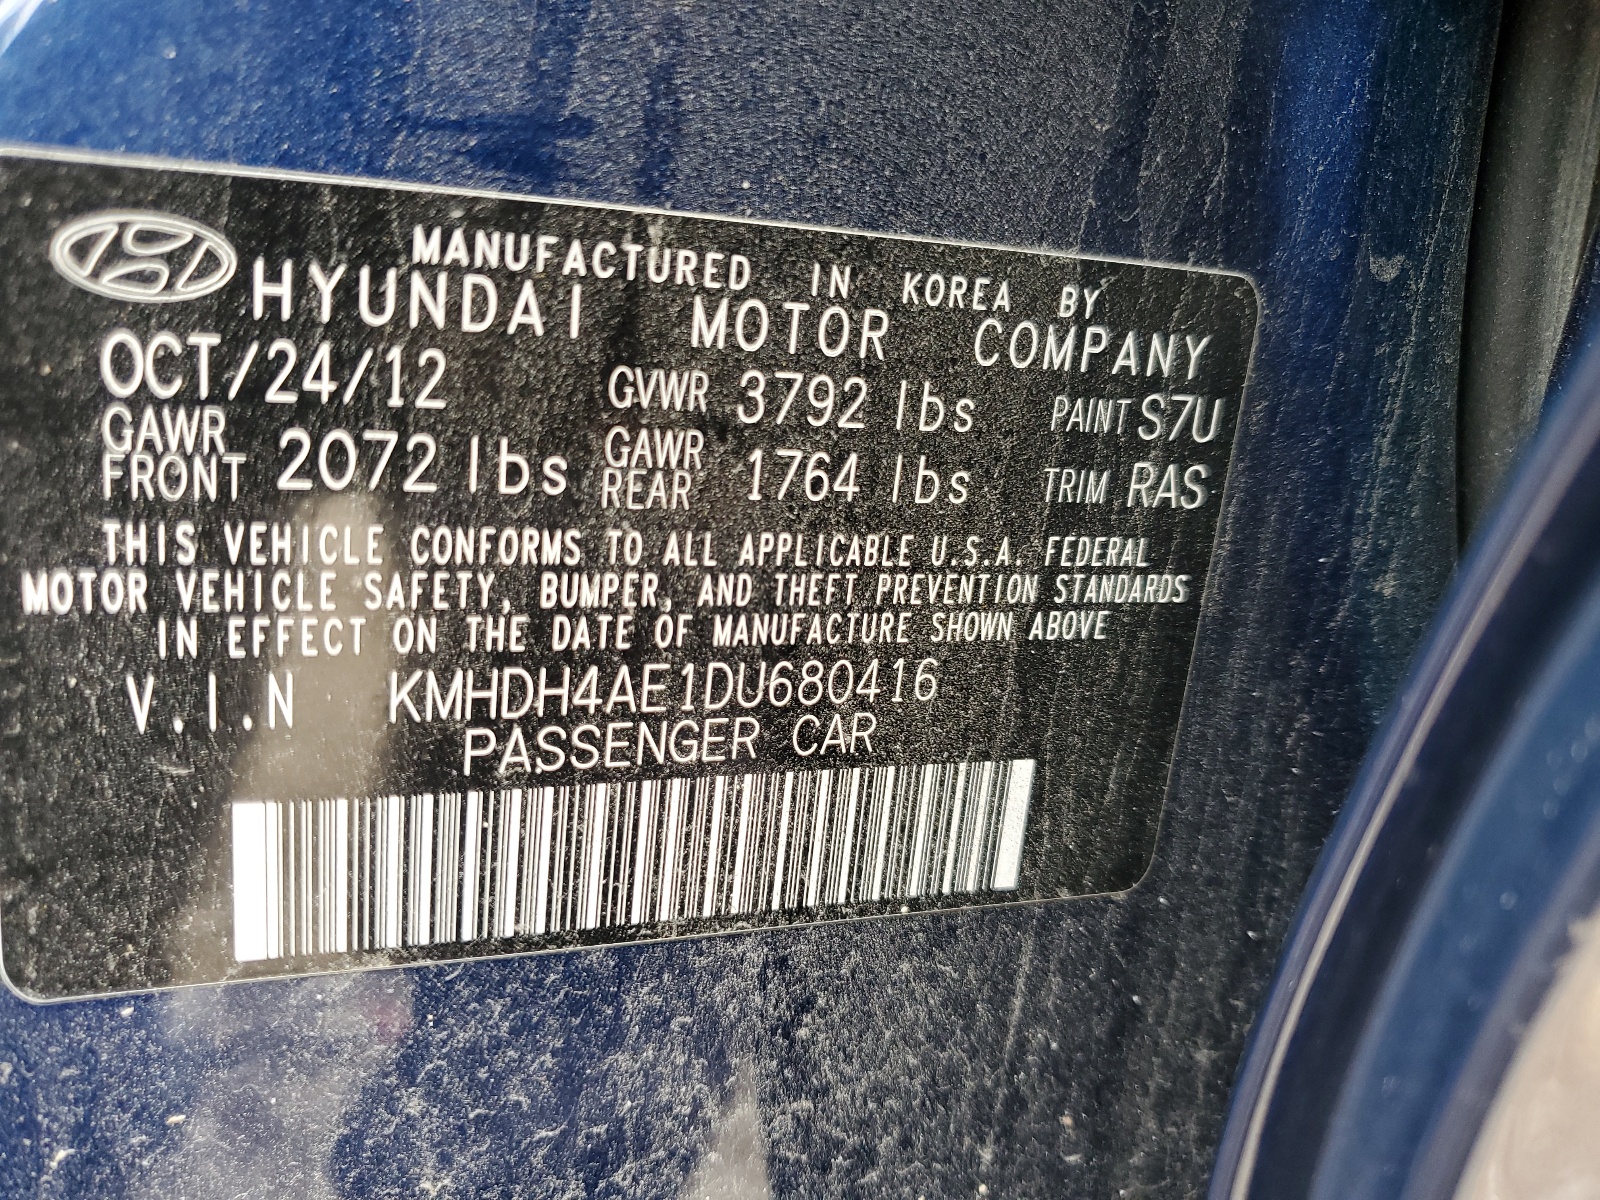 MANUFACTURED IN KOREA BY
HYUNDAI MOTOR COMPANY
OCT/24/12 GVWR 3792 lbs PAINT S7U
GAWR FRONT 2072 lbs GAWR REAR 1764 lbs TRIM RAS
THIS VEHICLE CONFORMS TO ALL APPLICABLE U.S.A. FEDERAL
MOTOR VEHICLE SAFETY, BUMPER, AND THEFT PREVENTION STANDARDS
IN EFFECT ON THE DATE OF MANUFACTURE SHOWN ABOVE
V.I.N KMHDH4AE1DU680416
PASSENGER CAR